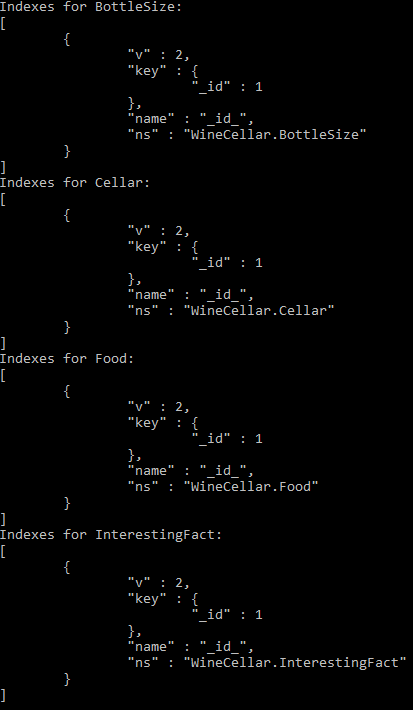 Indexes for BottleSize:
[
        {
                "v" : 2,
                "key" : {
                        "_id" : 1
                },
                "name" : "_id_",
                "ns" : "WineCellar.BottleSize"
        }
]
Indexes for Cellar:
[
        {
                "v" : 2,
                "key" : {
                        "_id" : 1
                },
                "name" : "_id_",
                "ns" : "WineCellar.Cellar"
        }
]
Indexes for Food:
[
        {
                "v" : 2,
                "key" : {
                        "_id" : 1
                },
                "name" : "_id_",
                "ns" : "WineCellar.Food"
        }
]
Indexes for InterestingFact:
[
        {
                "v" : 2,
                "key" : {
                        "_id" : 1
                },
                "name" : "_id_",
                "ns" : "WineCellar.InterestingFact"
        }
]